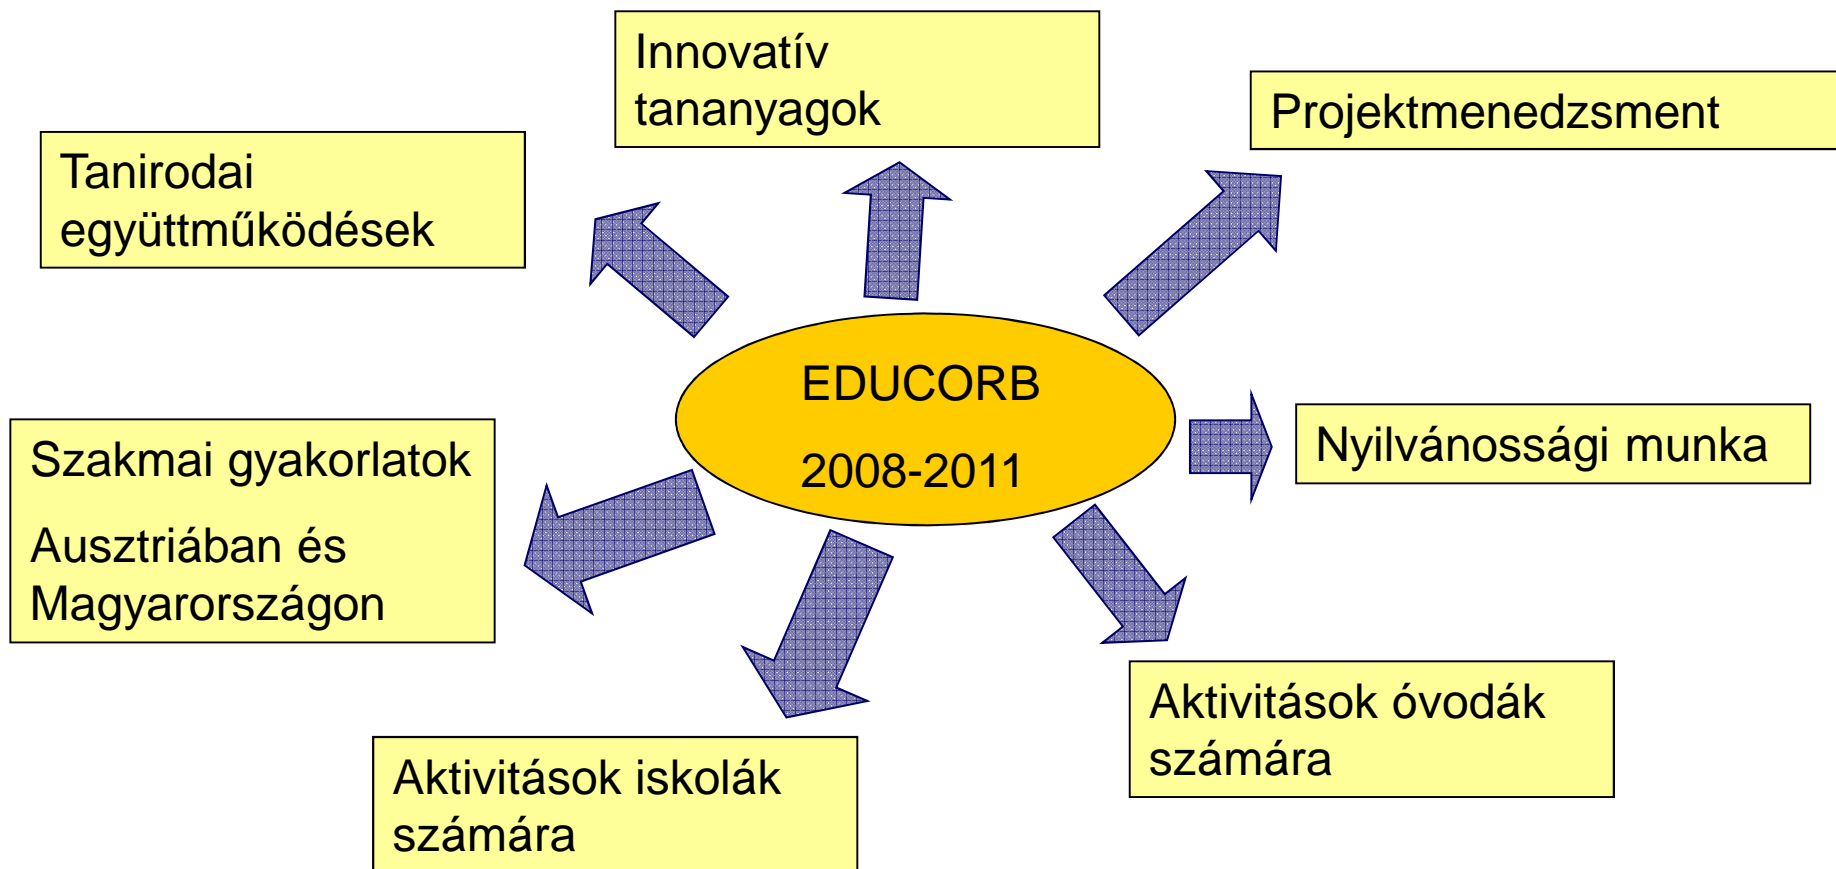 Innovatív
tananyagok
Projektmenedzsment
Tanirodai
együttműködések
EDUCORB
2008-2011
Nyilvánossági munka
Szakmai gyakorlatok
Ausztriában és
Magyarországon
Aktivitások óvodák
számára
Aktivitások iskolák
számára